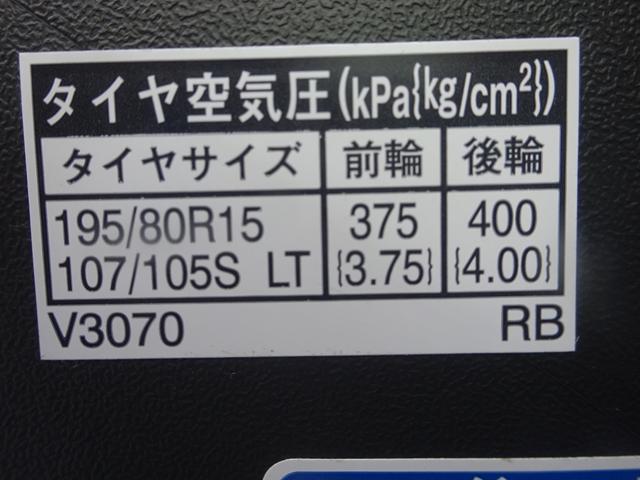 タイヤ空気圧(kPa{kg/cm²})
タイヤサイズ 前輪 後輪
195/80R15 375 400
107/105S LT {3.75} {4.00}
V3070 RB